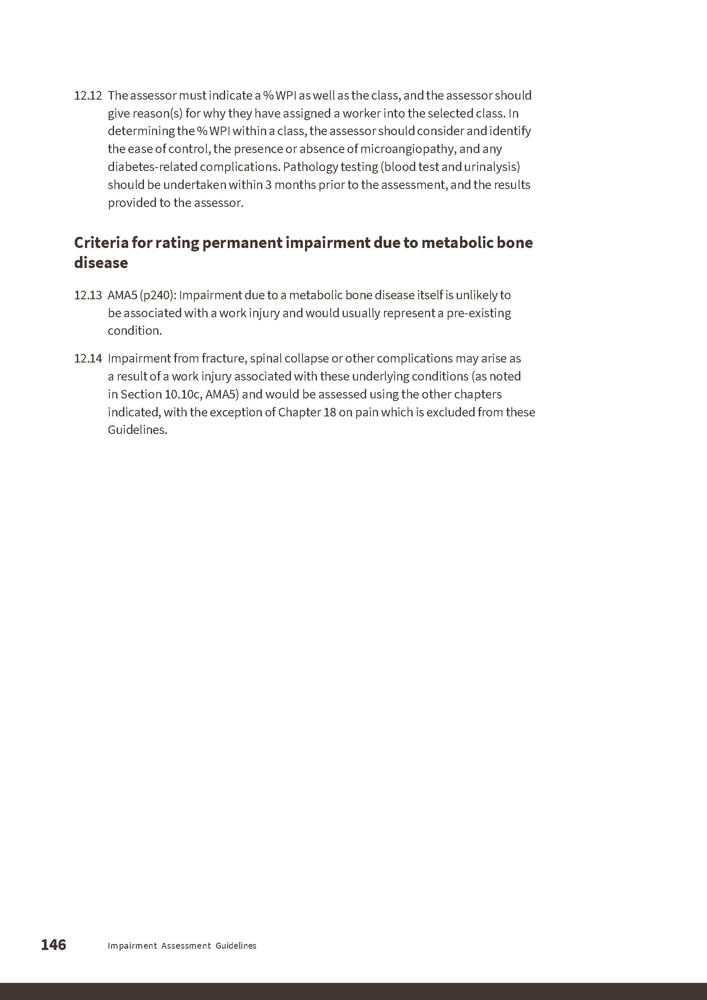 12.12 The assessor must indicate a % WPI as well as the class, and the assessor should
give reason(s) for why they have assigned a worker into the selected class. In
determining the % WPI within a class, the assessor should consider and identify
the ease of control, the presence or absence of microangiopathy, and any
diabetes-related complications. Pathology testing (blood test and urinalysis)
should be undertaken within 3 months prior to the assessment, and the results
provided to the assessor.
Criteria for rating permanent impairment due to metabolic bone
disease
12.13 AMA5 (p240): Impairment due to a metabolic bone disease itself is unlikely to
be associated with a work injury and would usually represent a pre-existing
condition.
12.14 Impairment from fracture, spinal collapse or other complications may arise as
a result of a work injury associated with these underlying conditions (as noted
in Section 10.10c, AMA5) and would be assessed using the other chapters
indicated, with the exception of Chapter 18 on pain which is excluded from these
Guidelines.
146 Impairment Assessment Guidelines